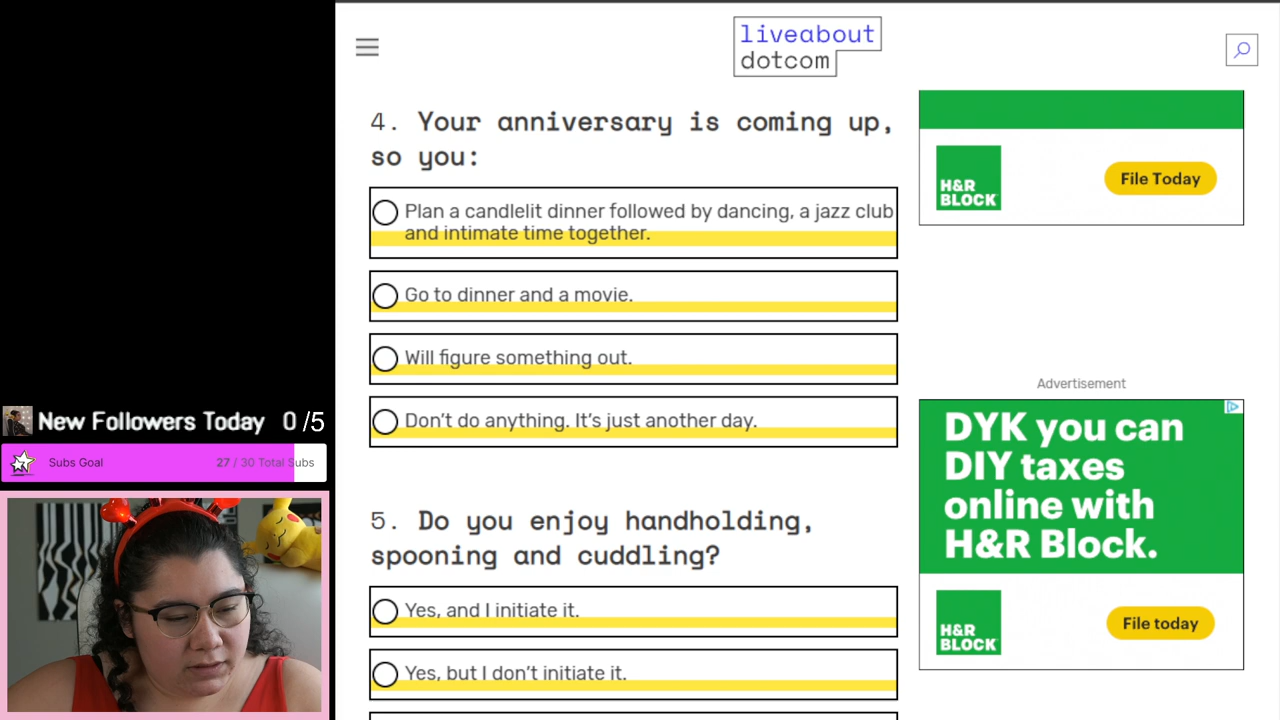 liveabout
dotcom
4. Your anniversary is coming up,
so you:
Plan a candlelit dinner followed by dancing, a jazz club
and intimate time together.
Go to dinner and a movie.
Will figure something out.
Don't do anything. It's just another day.
5. Do you enjoy handholding,
spooning and cuddling?
Yes, and I initiate it.
Yes, but I don't initiate it.
H&R
BLOCK
File Today
Advertisement
DYK you can
DIY taxes
online with
H&R Block.
H&R
BLOCK
File today
New Followers Today 0 /5
Subs Goal 27 / 30 Total Subs